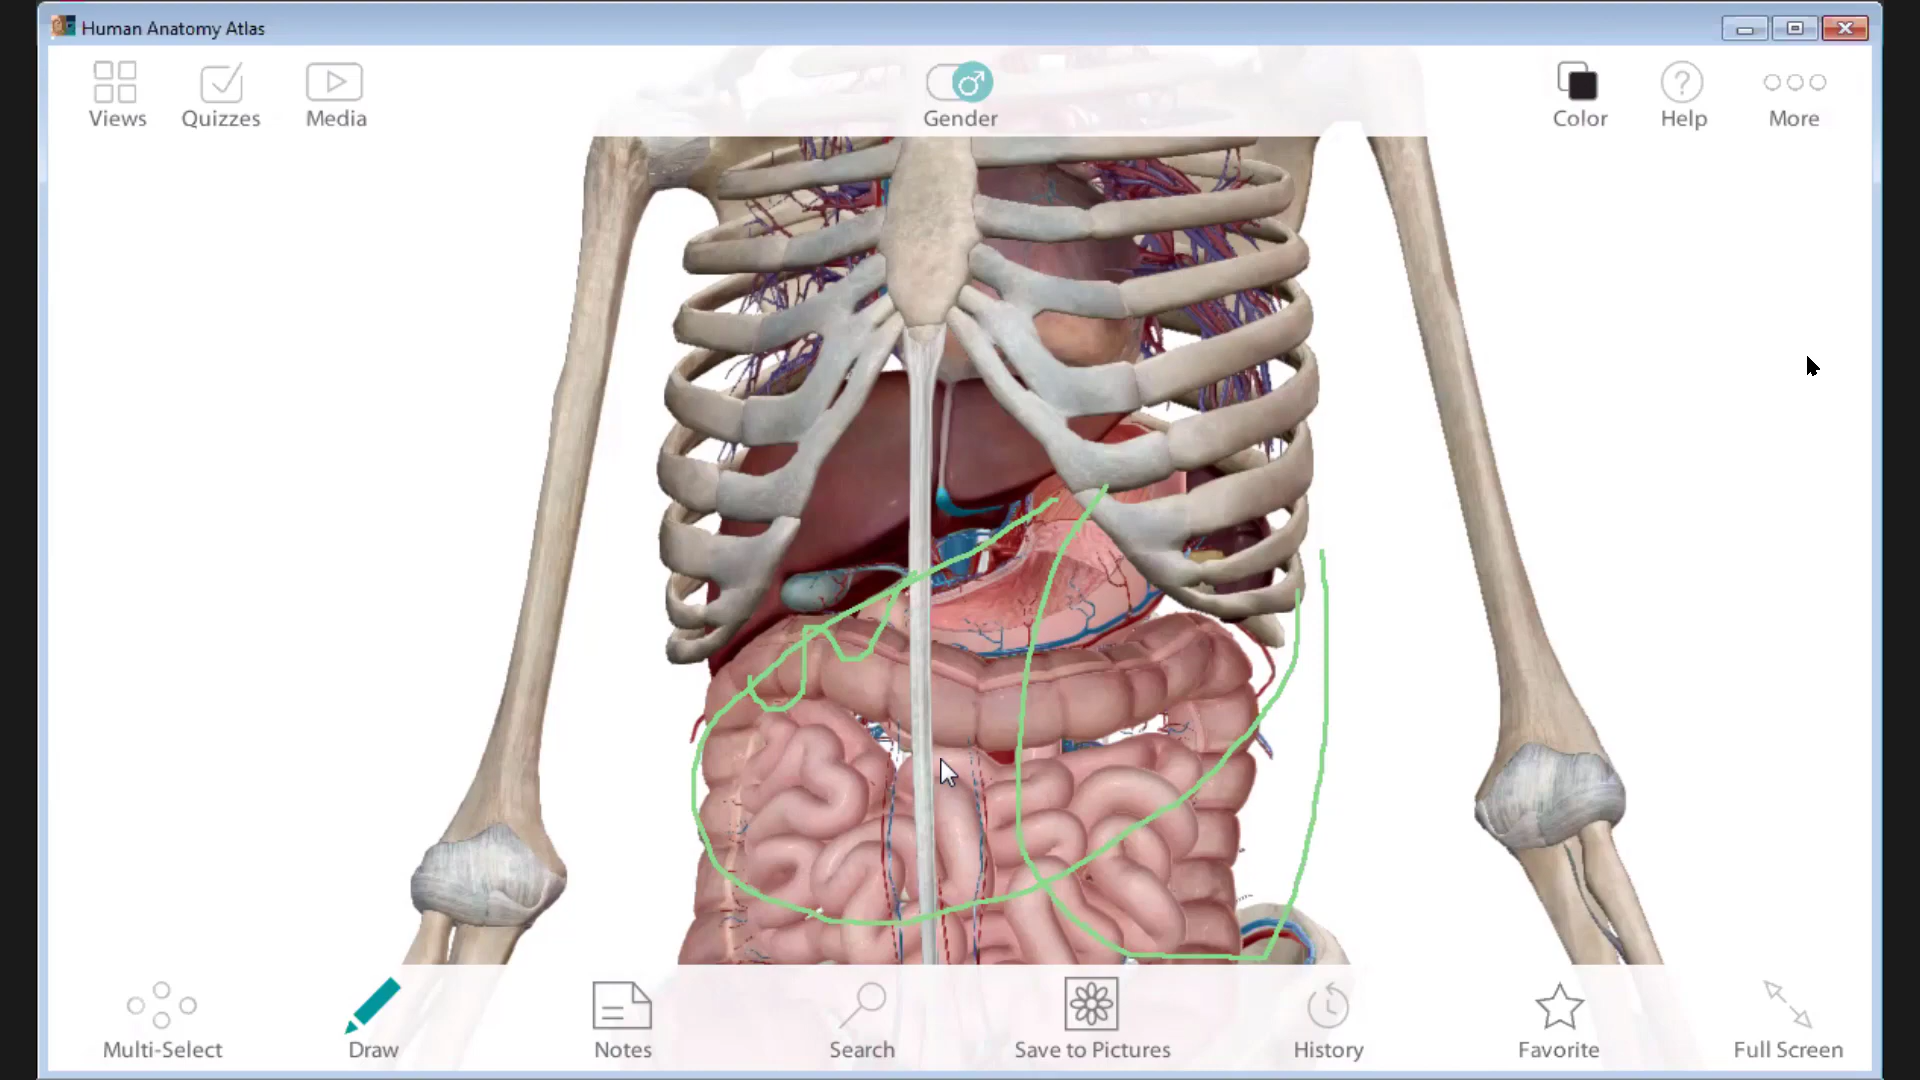 Human Anatomy Atlas
Views Quizzes Media Gender Color Help More
Multi-Select Draw Notes Search Save to Pictures History Favorite Full Screen